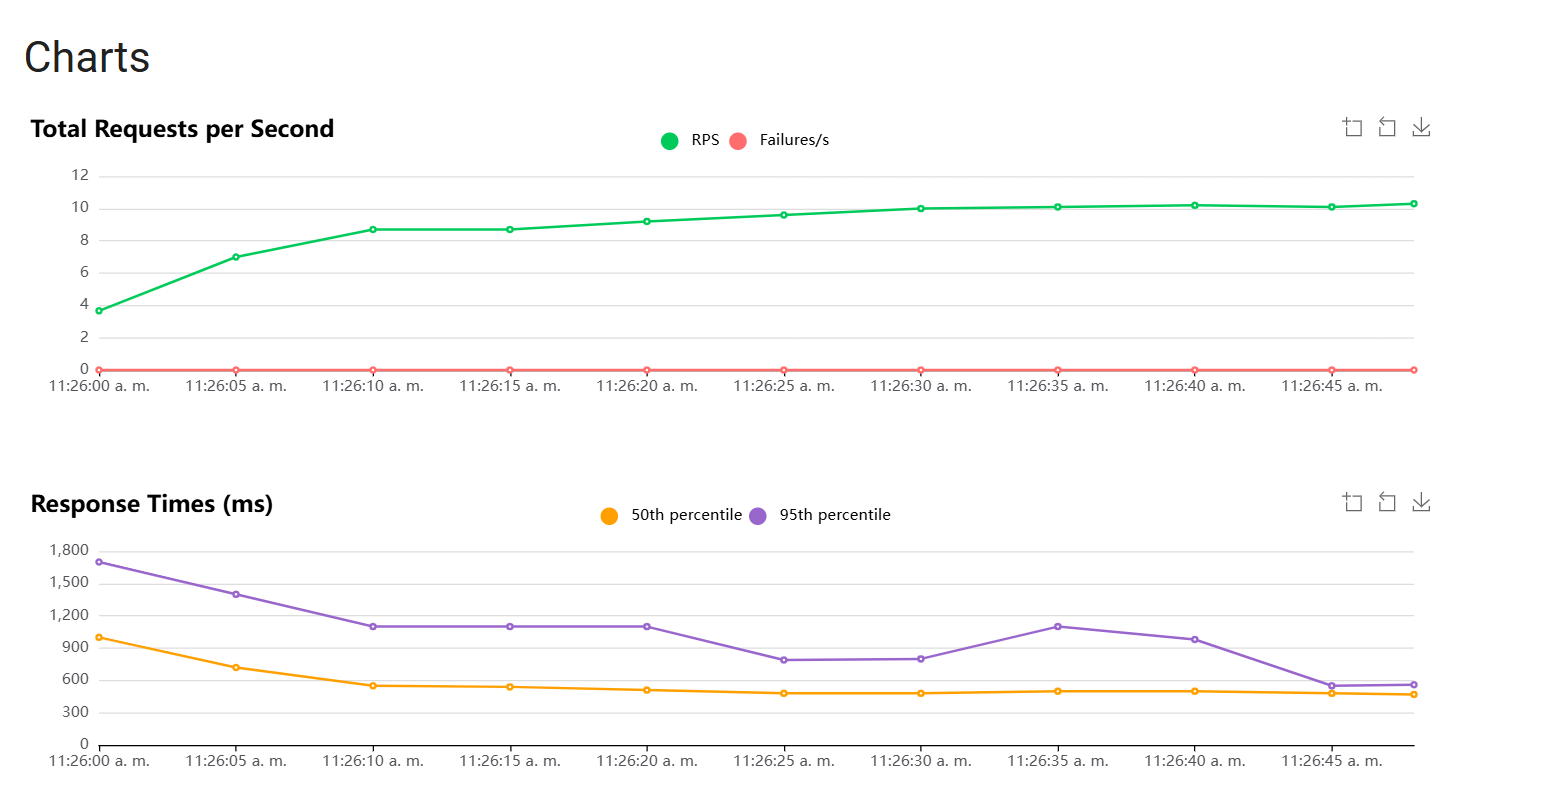 Charts
Total Requests per Second
RPS Failures/s
12
10
8
6
4
2
0
11:26:00 a. m. 11:26:05 a. m. 11:26:10 a. m. 11:26:15 a. m. 11:26:20 a. m. 11:26:25 a. m. 11:26:30 a. m. 11:26:35 a. m. 11:26:40 a. m. 11:26:45 a. m.
Response Times (ms)
50th percentile 95th percentile
1,800
1,500
1,200
900
600
300
0
11:26:00 a. m. 11:26:05 a. m. 11:26:10 a. m. 11:26:15 a. m. 11:26:20 a. m. 11:26:25 a. m. 11:26:30 a. m. 11:26:35 a. m. 11:26:40 a. m. 11:26:45 a. m.